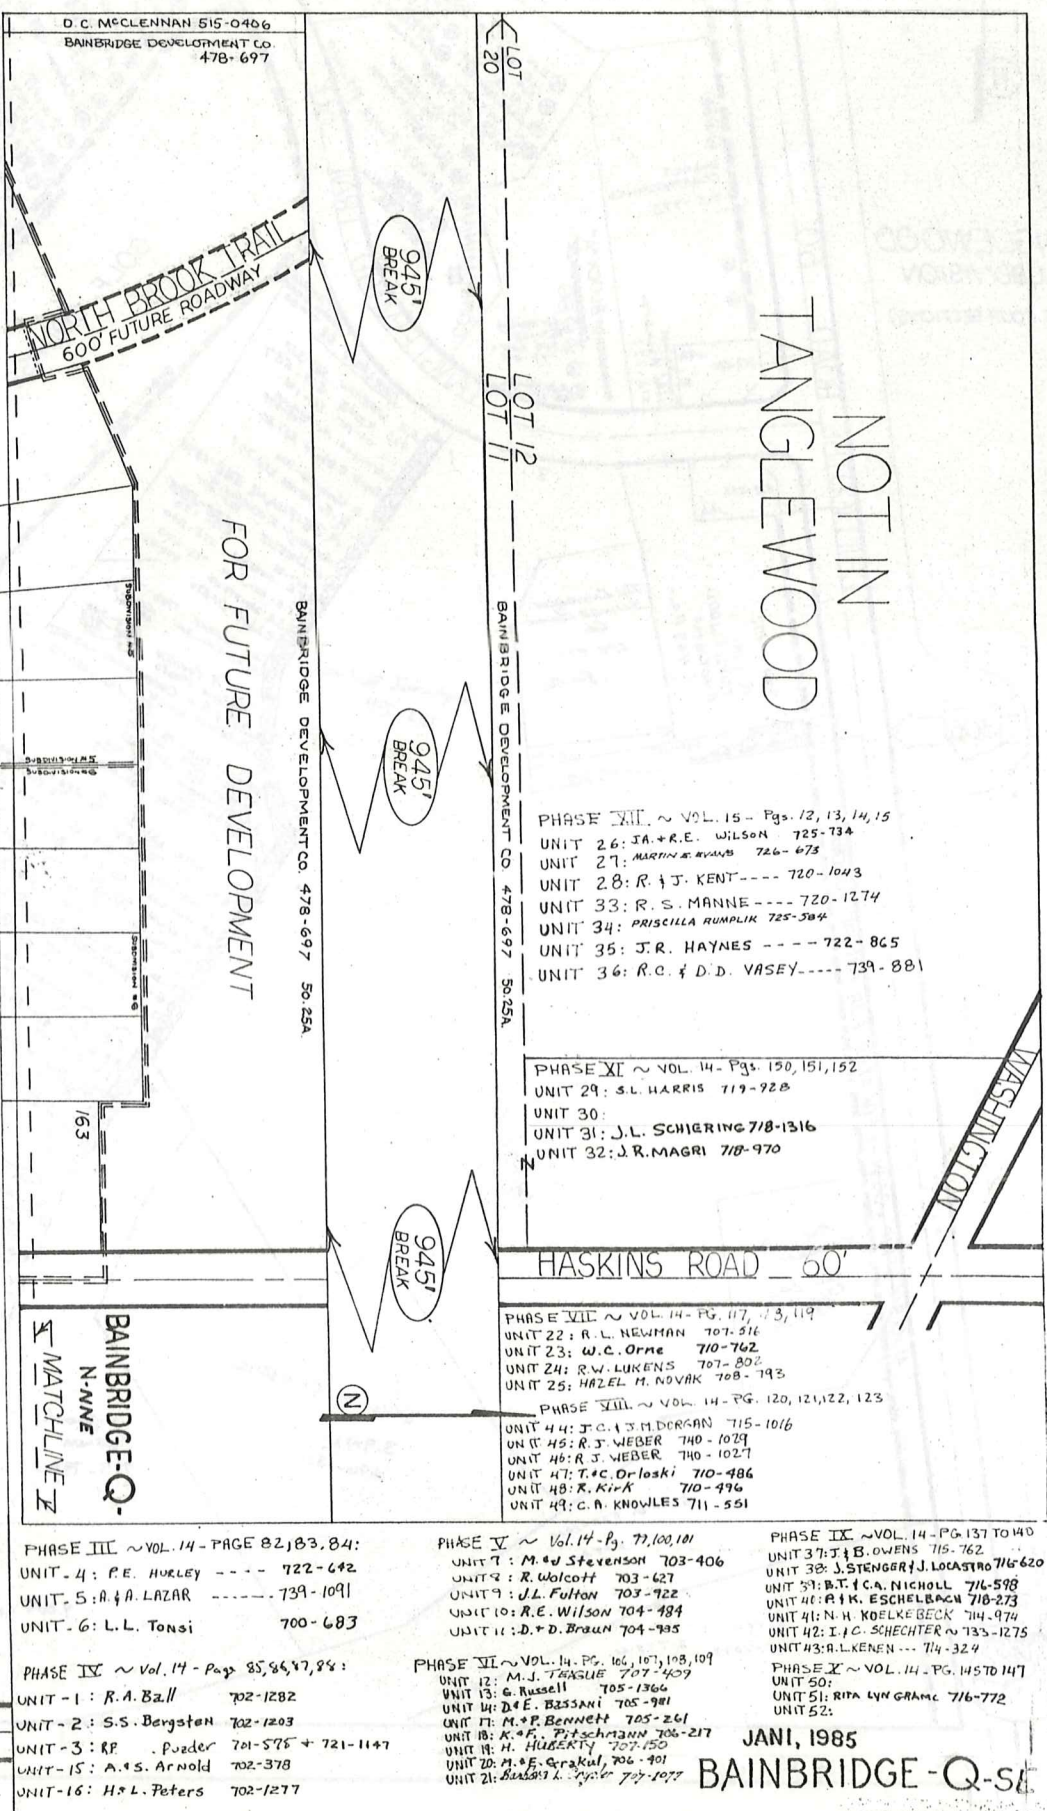 D.C. McCLENNAN 515-0406
BAINBRIDGE DEVELOPMENT CO.
478-697
LOT 20
NORTH BROOK TRAIL
600' FUTURE ROADWAY
945' BREAK
LOT 12
LOT 11
NOT IN
TANGLEWOOD
FOR FUTURE DEVELOPMENT
SUBDIVISION #5
BAINBRIDGE DEVELOPMENT CO. 478-697 50.25A.
BAINBRIDGE DEVELOPMENT CO 478-697 50.25A
945' BREAK
SUBDIVISION #5
SUBDIVISION #6
SUBDIVISION #6
PHASE XII ~ VOL. 15 - Pgs. 12, 13, 14, 15
UNIT 26: J.A. + R.E. WILSON 725-734
UNIT 27: MARTIN E. EVANS 726-673
UNIT 28: R. & J. KENT ---- 720-1043
UNIT 33: R. S. MANNE ---- 720-1274
UNIT 34: PRISCILLA RUMPLIK 725-584
UNIT 35: J.R. HAYNES ---- 722-865
UNIT 36: R.C. & D.D. VASEY ----- 739-881
PHASE XI ~ VOL. 14 - Pgs. 150, 151, 152
UNIT 29: S.L. HARRIS 719-928
UNIT 30:
UNIT 31: J.L. SCHIERING 718-1316
UNIT 32: J.R. MAGRI 718-970
WASHINGTON
163
945' BREAK
HASKINS ROAD 60'
BAINBRIDGE-Q-
N-NNE
MATCHLINE
N
PHASE VII ~ VOL. 14 - PG. 117, 119
UNIT 22: R.L. NEWMAN 707-516
UNIT 23: W.C. Orne 710-762
UNIT 24: R.W. LUKENS 707-802
UNIT 25: HAZEL M. NOVAK 708-793
PHASE VIII ~ VOL. 14 - PG. 120, 121, 122, 123
UNIT 44: J.C. & J.M. DORGAN 715-1016
UNIT 45: R.J. WEBER 740-1029
UNIT 46: R.J. WEBER 740-1027
UNIT 47: T. & C. Orloski 710-486
UNIT 48: R. Kirk 710-496
UNIT 49: C.A. KNOWLES 711-551
PHASE III ~ VOL. 14 - PAGE 82, 83, 84:
UNIT-4: P.E. HURLEY ---- 722-642
UNIT-5: A. & A. LAZAR ------- 739-1091
UNIT-6: L.L. Tonsi 700-683
PHASE IV ~ Vol. 14 - Page 85, 86, 87, 88:
UNIT-1: R.A. Ball 702-1282
UNIT-2: S.S. Bergsten 702-1203
UNIT-3: R.P. Puzder 701-575 + 721-1147
UNIT-15: A. & S. Arnold 702-378
UNIT-16: H. & L. Peters 702-1277
PHASE V ~ Vol. 14 - Pg. 99, 100, 101
UNIT 7: M. & J Stevenson 703-406
UNIT 8: R. Wolcott 703-627
UNIT 9: J.L. Fulton 703-922
UNIT 10: R.E. Wilson 704-484
UNIT 11: D. + D. Braun 704-935
PHASE VI ~ VOL. 14 - PG. 106, 107, 108, 109
UNIT 12: M.J. TEAGUE 707-409
UNIT 13: G. Russell 705-1366
UNIT 14: D & E. BISSANI 705-981
UNIT 17: M. + P. BENNETT 705-261
UNIT 18: K. & F. Pitschmann 706-217
UNIT 19: H. HUBERTY 707-150
UNIT 20: M. & E. Grakul, 706-401
UNIT 21: 707-1077
PHASE IX ~ VOL. 14 - PG. 137 TO 140
UNIT 37: J. & B. OWENS 715-762
UNIT 38: J. STENGER & J. LOCASTRO 716-620
UNIT 39: B.T. & C.A. NICHOLL 716-598
UNIT 40: P. & K. ESCHELBACH 718-273
UNIT 41: N.H. KOELKEBECK 714-974
UNIT 42: I. & C. SCHECHTER ~ 733-1275
UNIT 43: A.L. KENEN --- 714-324
PHASE X ~ VOL. 14 - PG. 145 TO 147
UNIT 50:
UNIT 51: RITA LYN GRAMC 716-772
UNIT 52:
JAN 1, 1985
BAINBRIDGE-Q-SE